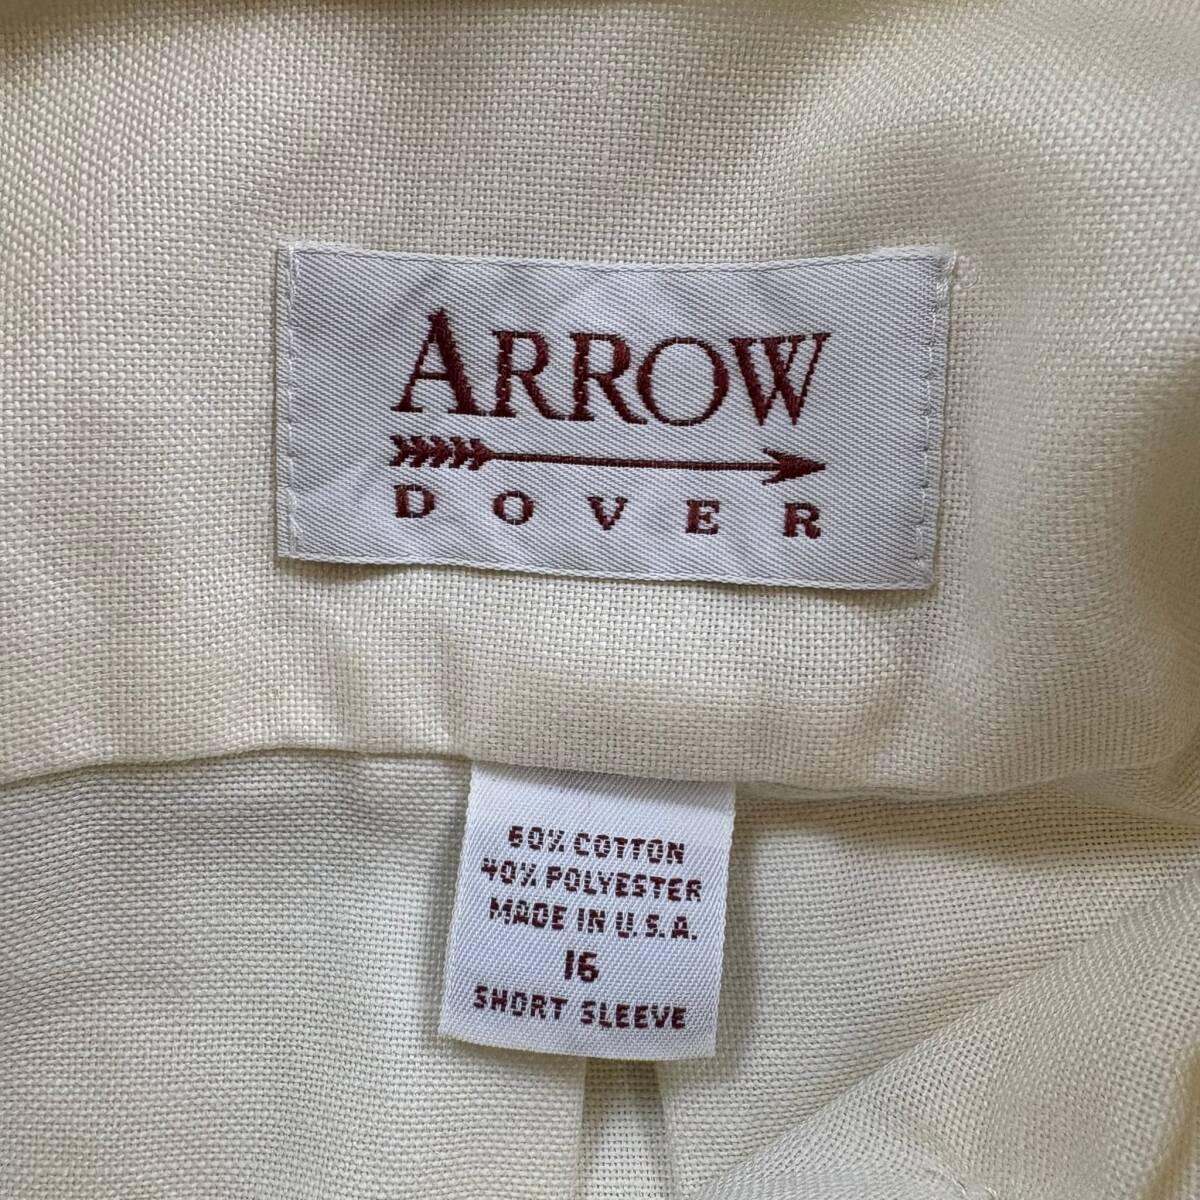 ARROW
DOVER
60% COTTON
40% POLYESTER
MADE IN U.S.A.
16
SHORT SLEEVE